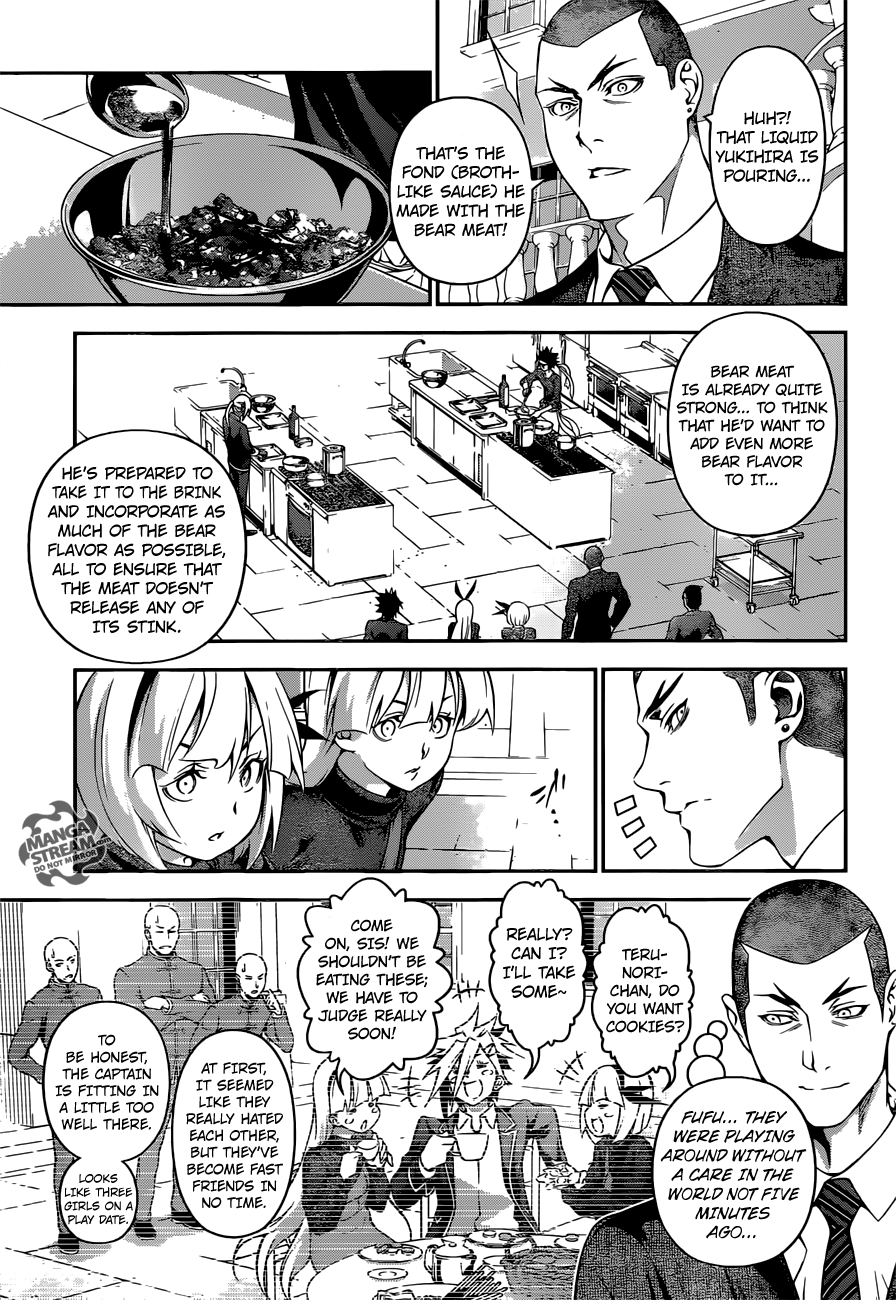 HUH?!
THAT LIQUID
YUKIHIRA IS
POURING...
THAT'S THE
FOND (BROTH-
LIKE SAUCE) HE
MADE WITH THE
BEAR MEAT!
BEAR MEAT
IS ALREADY QUITE
STRONG... TO THINK
THAT HE'D WANT TO
ADD EVEN MORE
BEAR FLAVOR
TO IT...
HE'S PREPARED TO
TAKE IT TO THE BRINK
AND INCORPORATE AS
MUCH OF THE BEAR
FLAVOR AS POSSIBLE,
ALL TO ENSURE THAT
THE MEAT DOESN'T
RELEASE ANY OF
ITS STINK.
MANGA
STREAM.com
DO NOT MIRROR
FUFU... THEY
WERE PLAYING
AROUND WITHOUT
A CARE IN THE
WORLD NOT FIVE
MINUTES
AGO...
TERU-
NORI-
CHAN, DO
YOU WANT
COOKIES?
REALLY?
CAN I?
I'LL TAKE
SOME~
COME
ON, SIS! WE
SHOULDN'T BE
EATING THESE;
WE HAVE TO
JUDGE REALLY
SOON!
AT FIRST,
IT SEEMED
LIKE THEY
REALLY HATED
EACH OTHER,
BUT THEY'VE
BECOME FAST
FRIENDS IN
NO TIME.
TO
BE HONEST,
THE CAPTAIN
IS FITTING IN
A LITTLE TOO
WELL THERE.
LOOKS
LIKE THREE
GIRLS ON A
PLAY DATE.